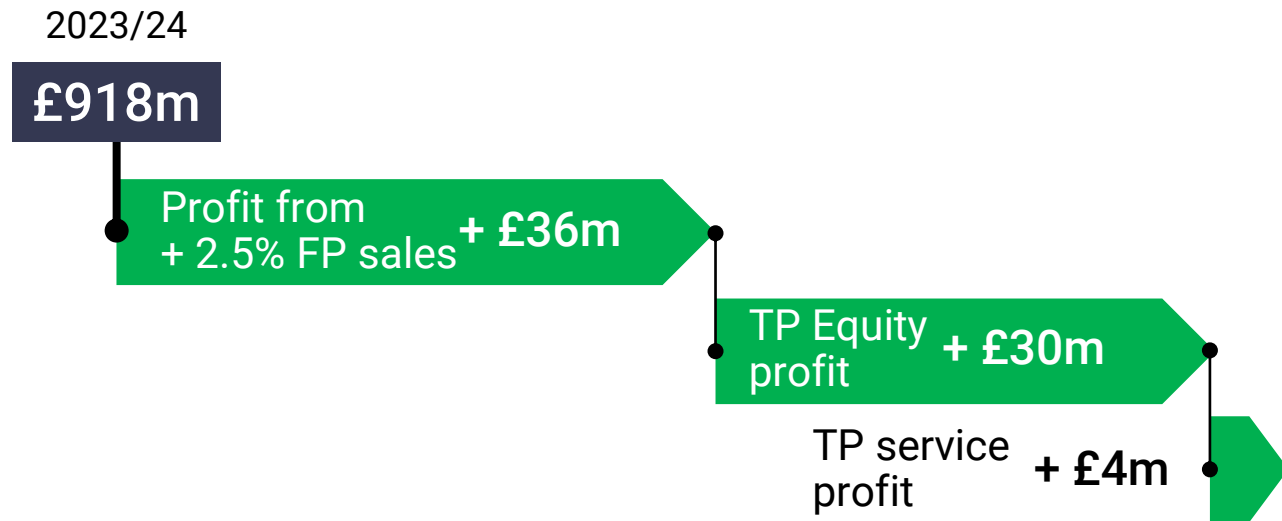 2023/24
£918m
Profit from
+ 2.5% FP sales
+ £36m
TP Equity
profit
+ £30m
TP service
profit
+ £4m